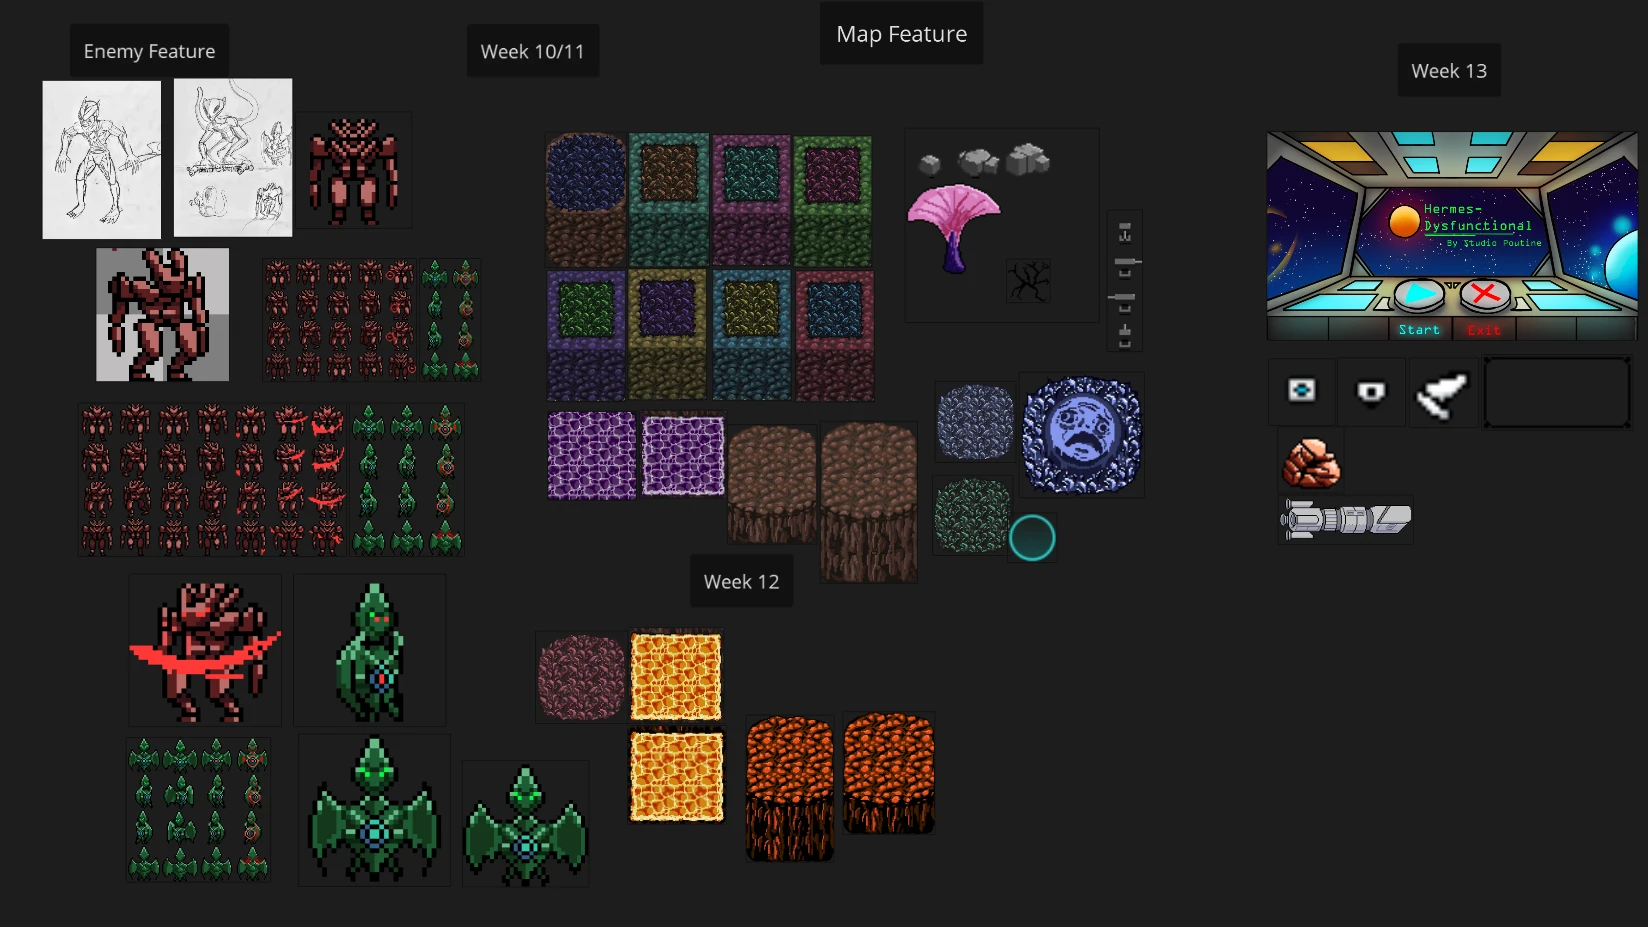 Enemy Feature
Week 10/11
Map Feature
Week 13
Hermes-
Dysfunctional
By Studio Poutine
Start
Exit
Week 12